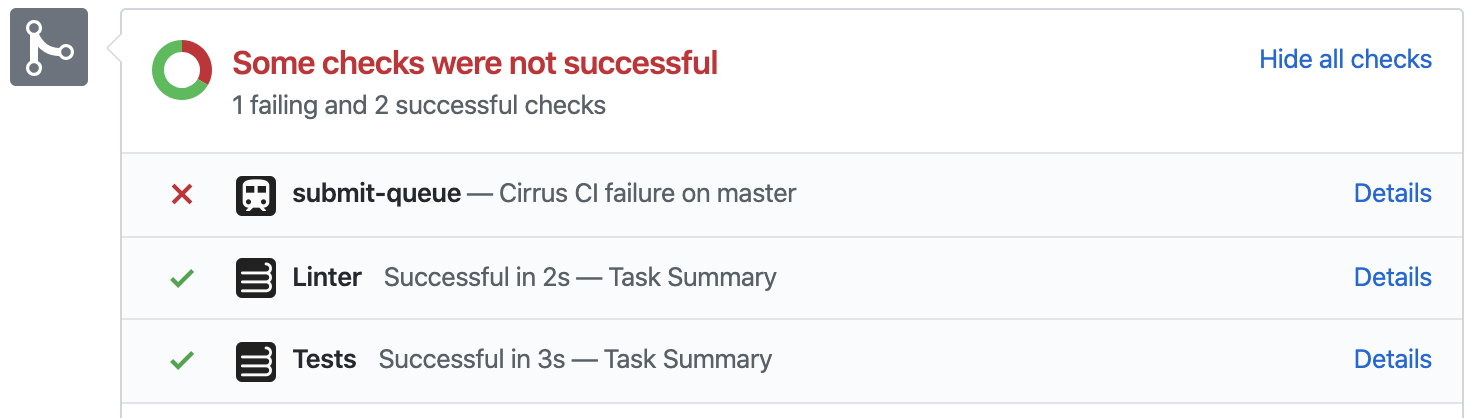 Some checks were not successful
Hide all checks
1 failing and 2 successful checks
submit-queue — Cirrus CI failure on master Details
Linter Successful in 2s — Task Summary Details
Tests Successful in 3s — Task Summary Details